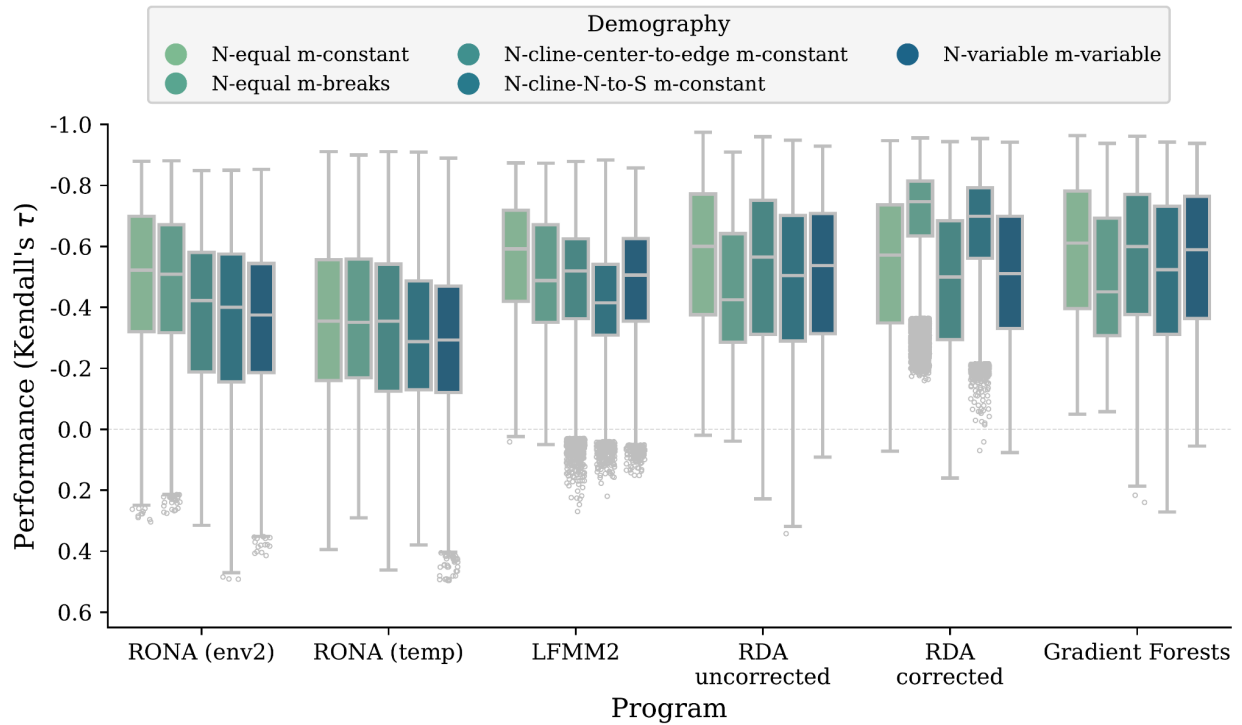 Demography
N-equal m-constant
N-equal m-breaks
N-cline-center-to-edge m-constant
N-cline-N-to-S m-constant
N-variable m-variable
Performance (Kendall's τ)
-1.0
-0.8
-0.6
-0.4
-0.2
0.0
0.2
0.4
0.6
RONA (env2)
RONA (temp)
LFMM2
RDA
uncorrected
RDA
corrected
Gradient Forests
Program